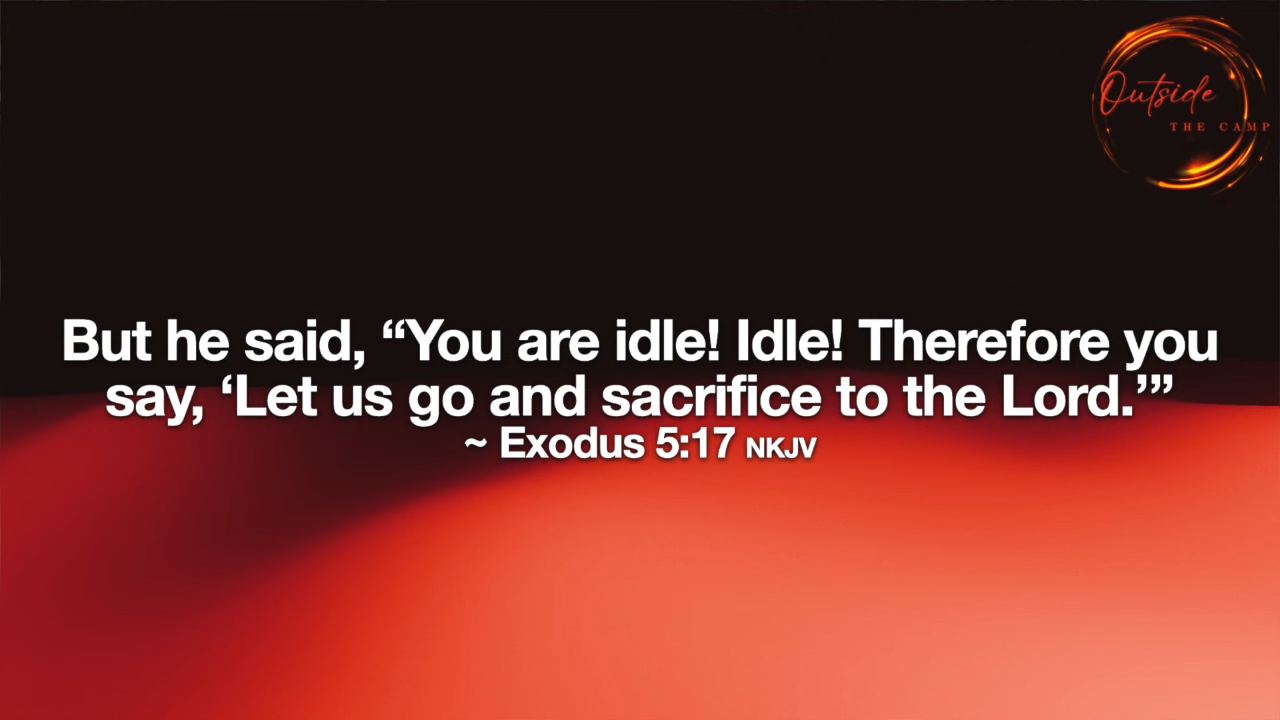 Outside
THE CAMP
But he said, “You are idle! Idle! Therefore you
say, ‘Let us go and sacrifice to the Lord.’”
~ Exodus 5:17 NKJV